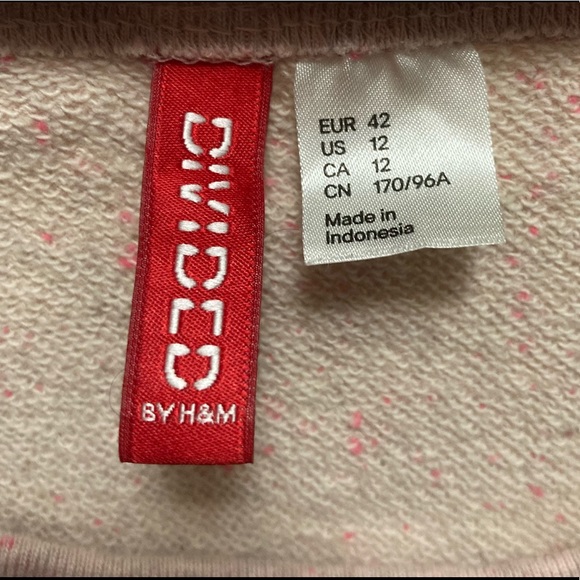 DIVIDED
BY H&M
EUR 42
US 12
CA 12
CN 170/96A
Made in
Indonesia